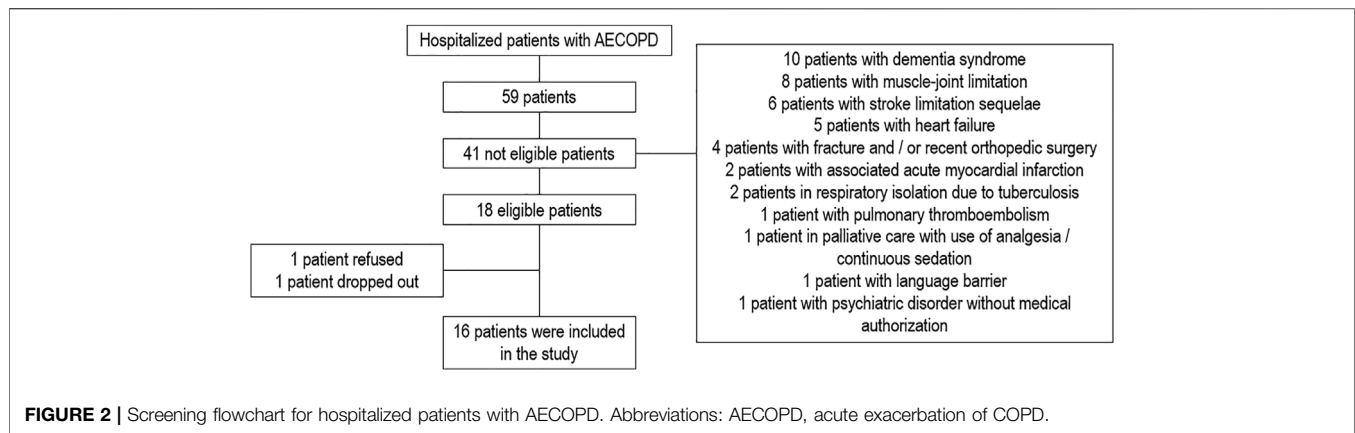 Hospitalized patients with AECOPD
59 patients
41 not eligible patients
10 patients with dementia syndrome
8 patients with muscle-joint limitation
6 patients with stroke limitation sequelae
5 patients with heart failure
4 patients with fracture and / or recent orthopedic surgery
2 patients with associated acute myocardial infarction
2 patients in respiratory isolation due to tuberculosis
1 patient with pulmonary thromboembolism
1 patient in palliative care with use of analgesia /
continuous sedation
1 patient with language barrier
1 patient with psychiatric disorder without medical
authorization
18 eligible patients
1 patient refused
1 patient dropped out
16 patients were included
in the study
FIGURE 2 | Screening flowchart for hospitalized patients with AECOPD. Abbreviations: AECOPD, acute exacerbation of COPD.